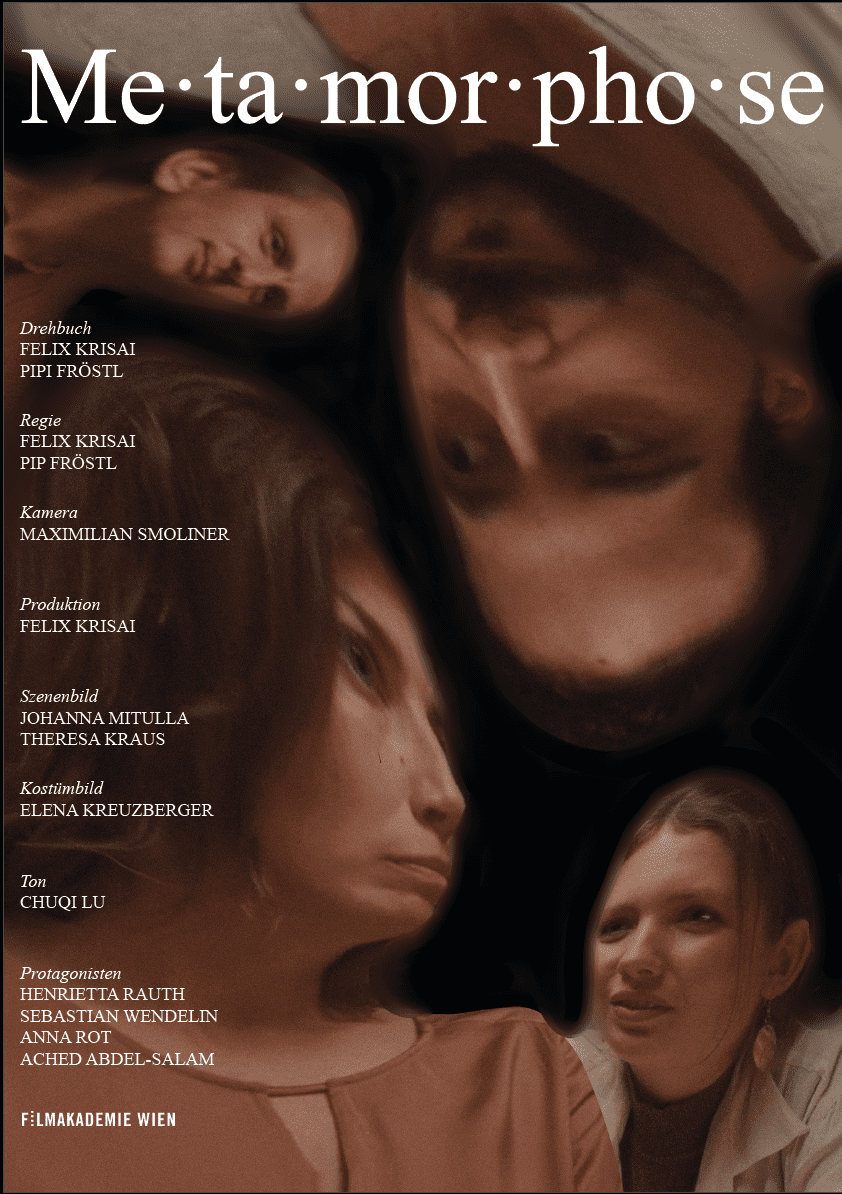 Me·ta·mor·pho·se
Drehbuch
FELIX KRISAI
PIPI FRÖSTL
Regie
FELIX KRISAI
PIP FRÖSTL
Kamera
MAXIMILIAN SMOLINER
Produktion
FELIX KRISAI
Szenenbild
JOHANNA MITULLA
THERESA KRAUS
Kostümbild
ELENA KREUZBERGER
Ton
CHUQI LU
Protagonisten
HENRIETTA RAUTH
SEBASTIAN WENDELIN
ANNA ROT
ACHED ABDEL-SALAM
FILMAKADEMIE WIEN